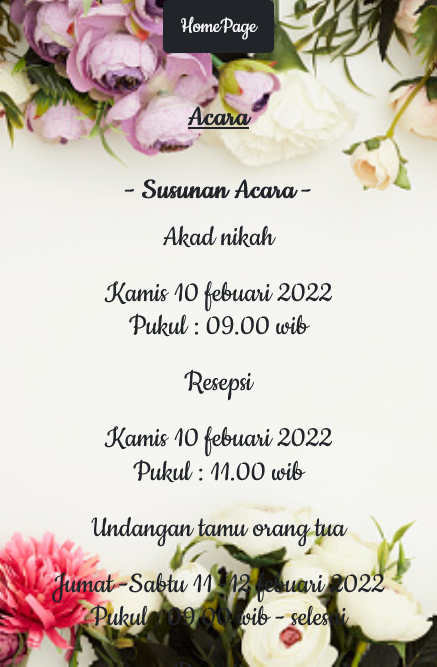 HomePage
Acara
- Susunan Acara -
Akad nikah
Kamis 10 febuari 2022
Pukul : 09.00 wib
Resepsi
Kamis 10 febuari 2022
Pukul : 11.00 wib
Undangan tamu orang tua
Jumat -Sabtu 11 -12 febuari 2022
Pukul : 09.00 wib - selesai